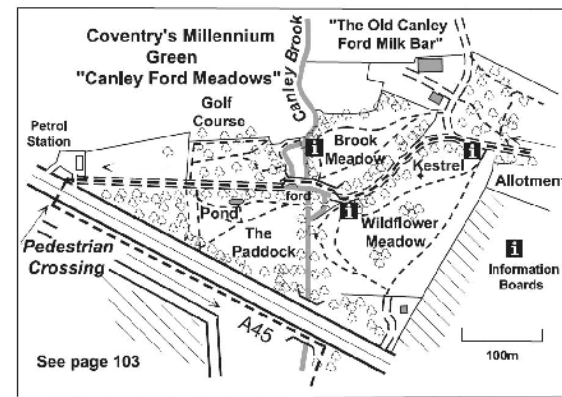 Coventry's Millennium
Green
"Canley Ford Meadows"
"The Old Canley
Ford Milk Bar"
Canley Brook
Golf
Course
Petrol
Station
i
Brook
Meadow
i
Kestrel
Allotment
ford
Pond
i
Wildflower
Meadow
The
Paddock
Pedestrian
Crossing
i
Information
Boards
A45
100m
See page 103